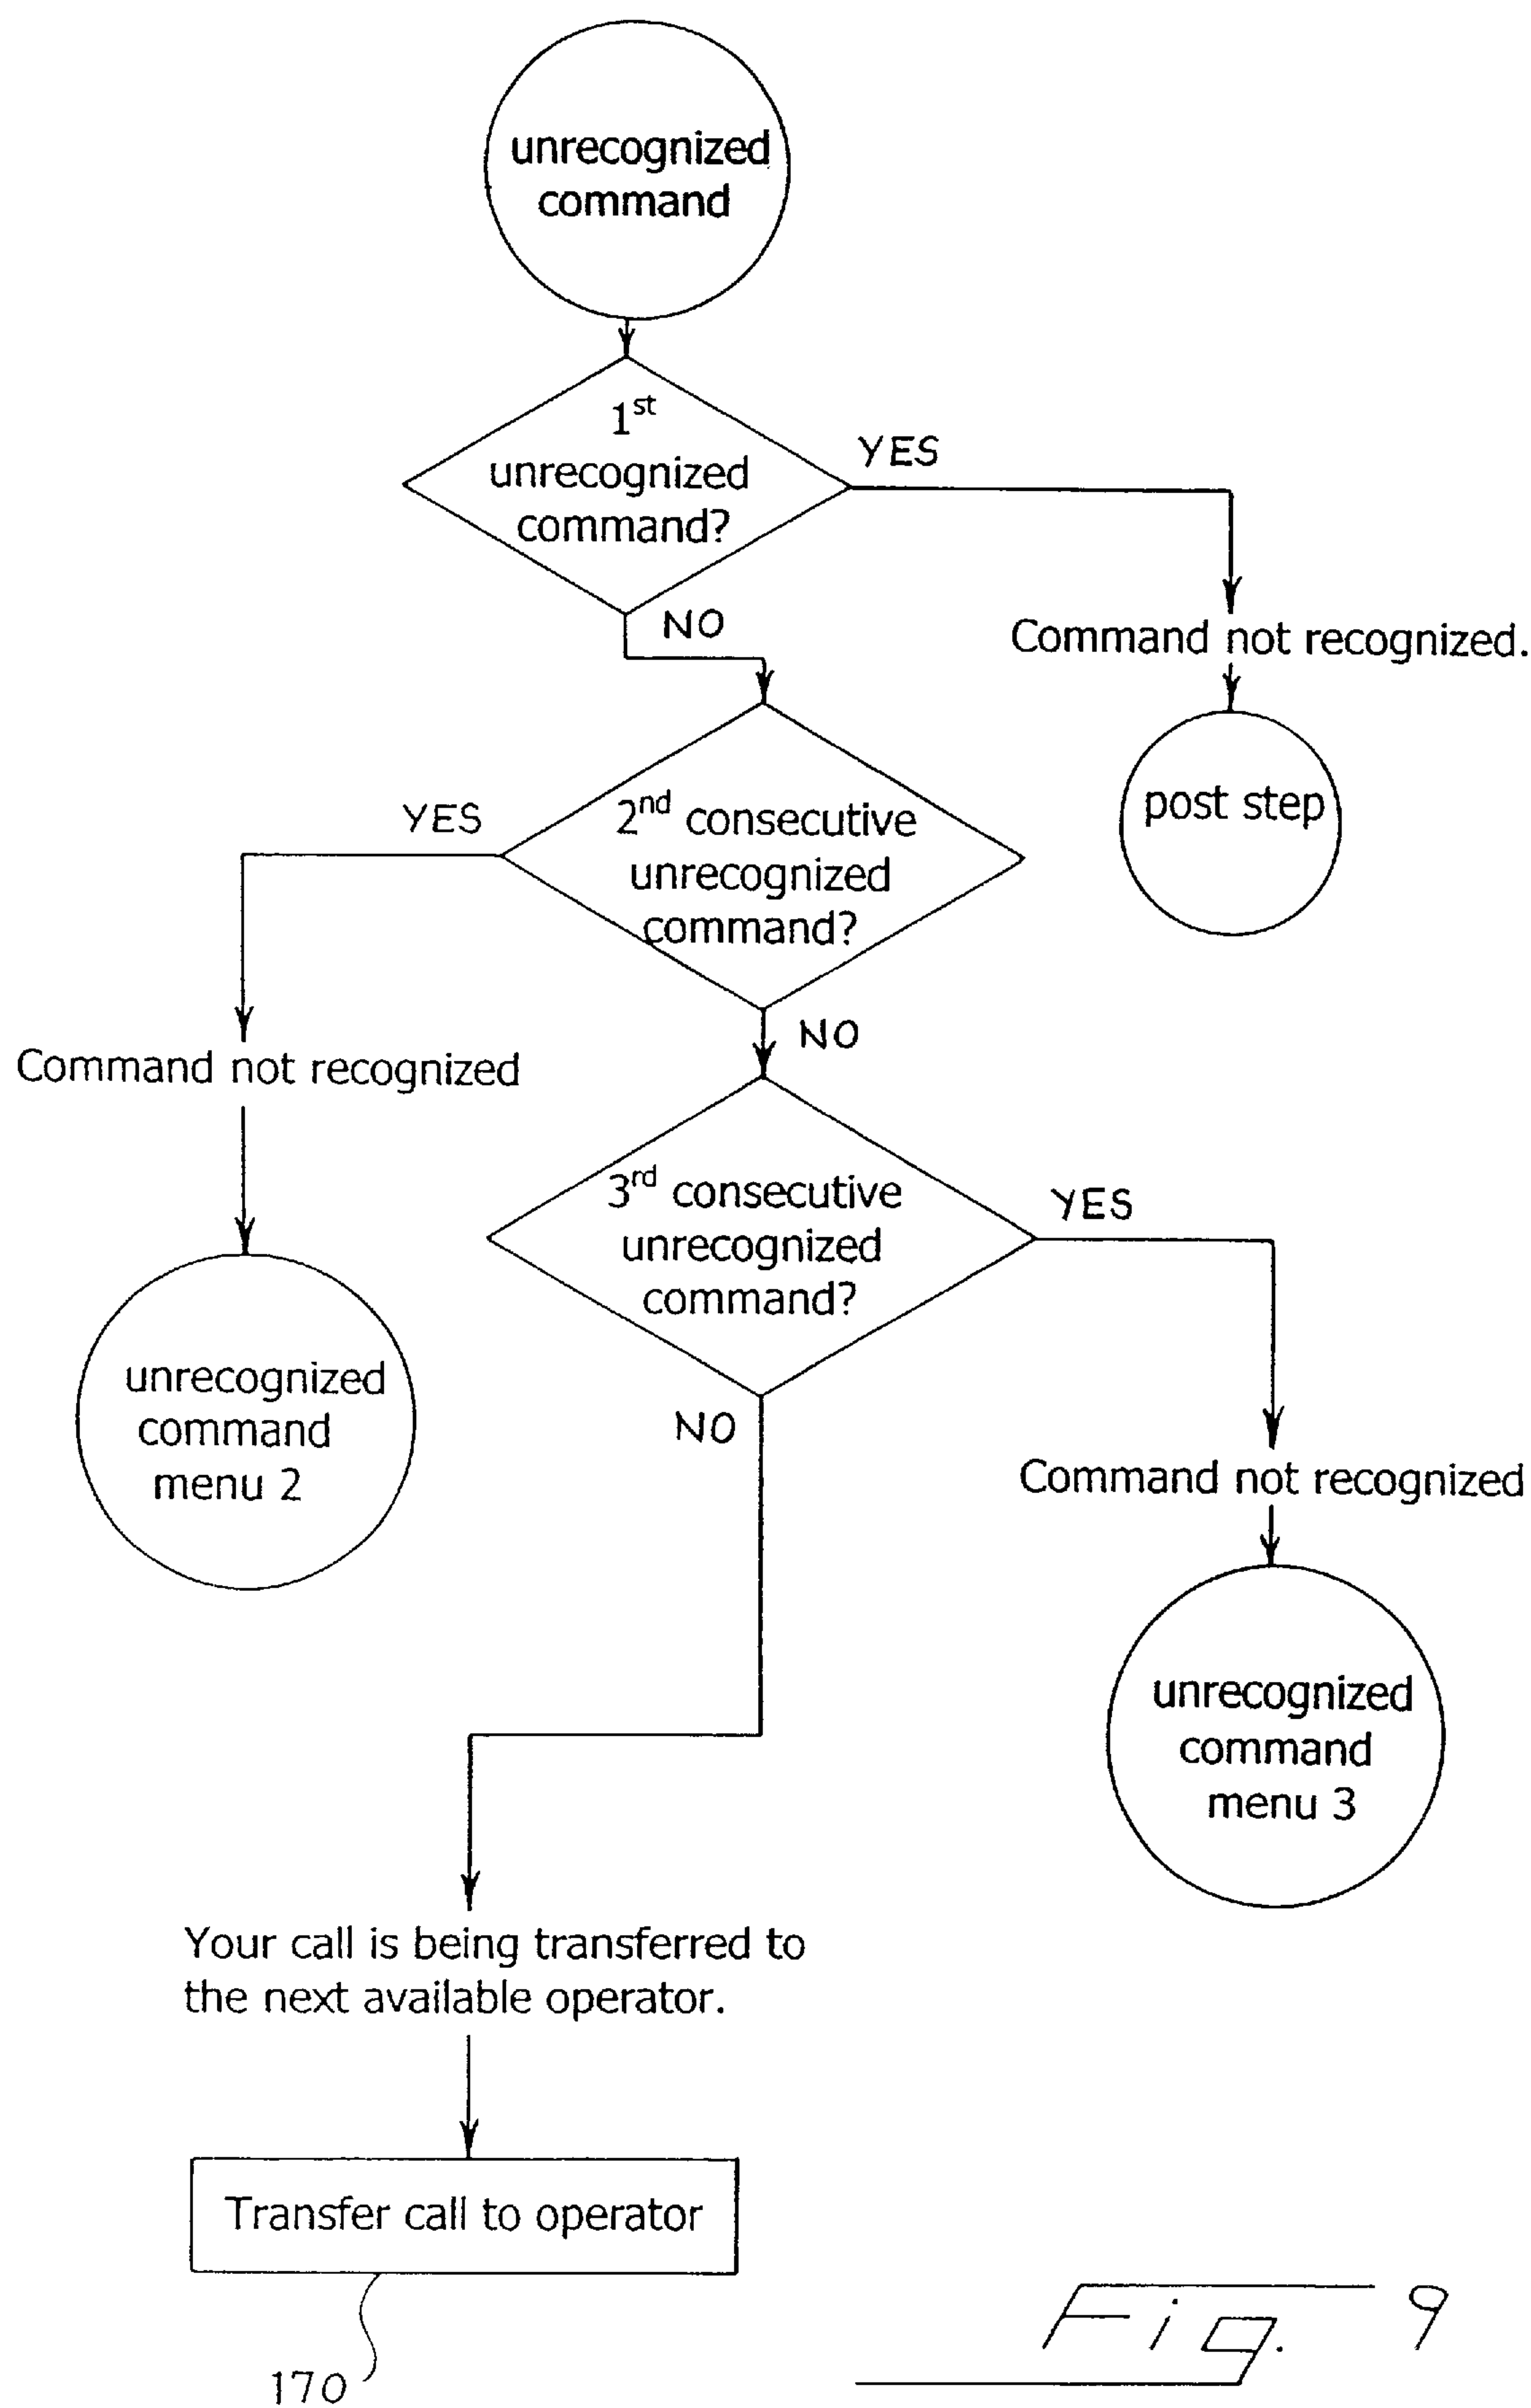 unrecognized
command
1st
unrecognized
command?
YES
NO
Command not recognized.
post step
2nd consecutive
unrecognized
command?
YES
NO
Command not recognized
unrecognized
command
menu 2
3rd consecutive
unrecognized
command?
YES
NO
Command not recognized
unrecognized
command
menu 3
Your call is being transferred to
the next available operator.
Transfer call to operator
170
Fig. 9